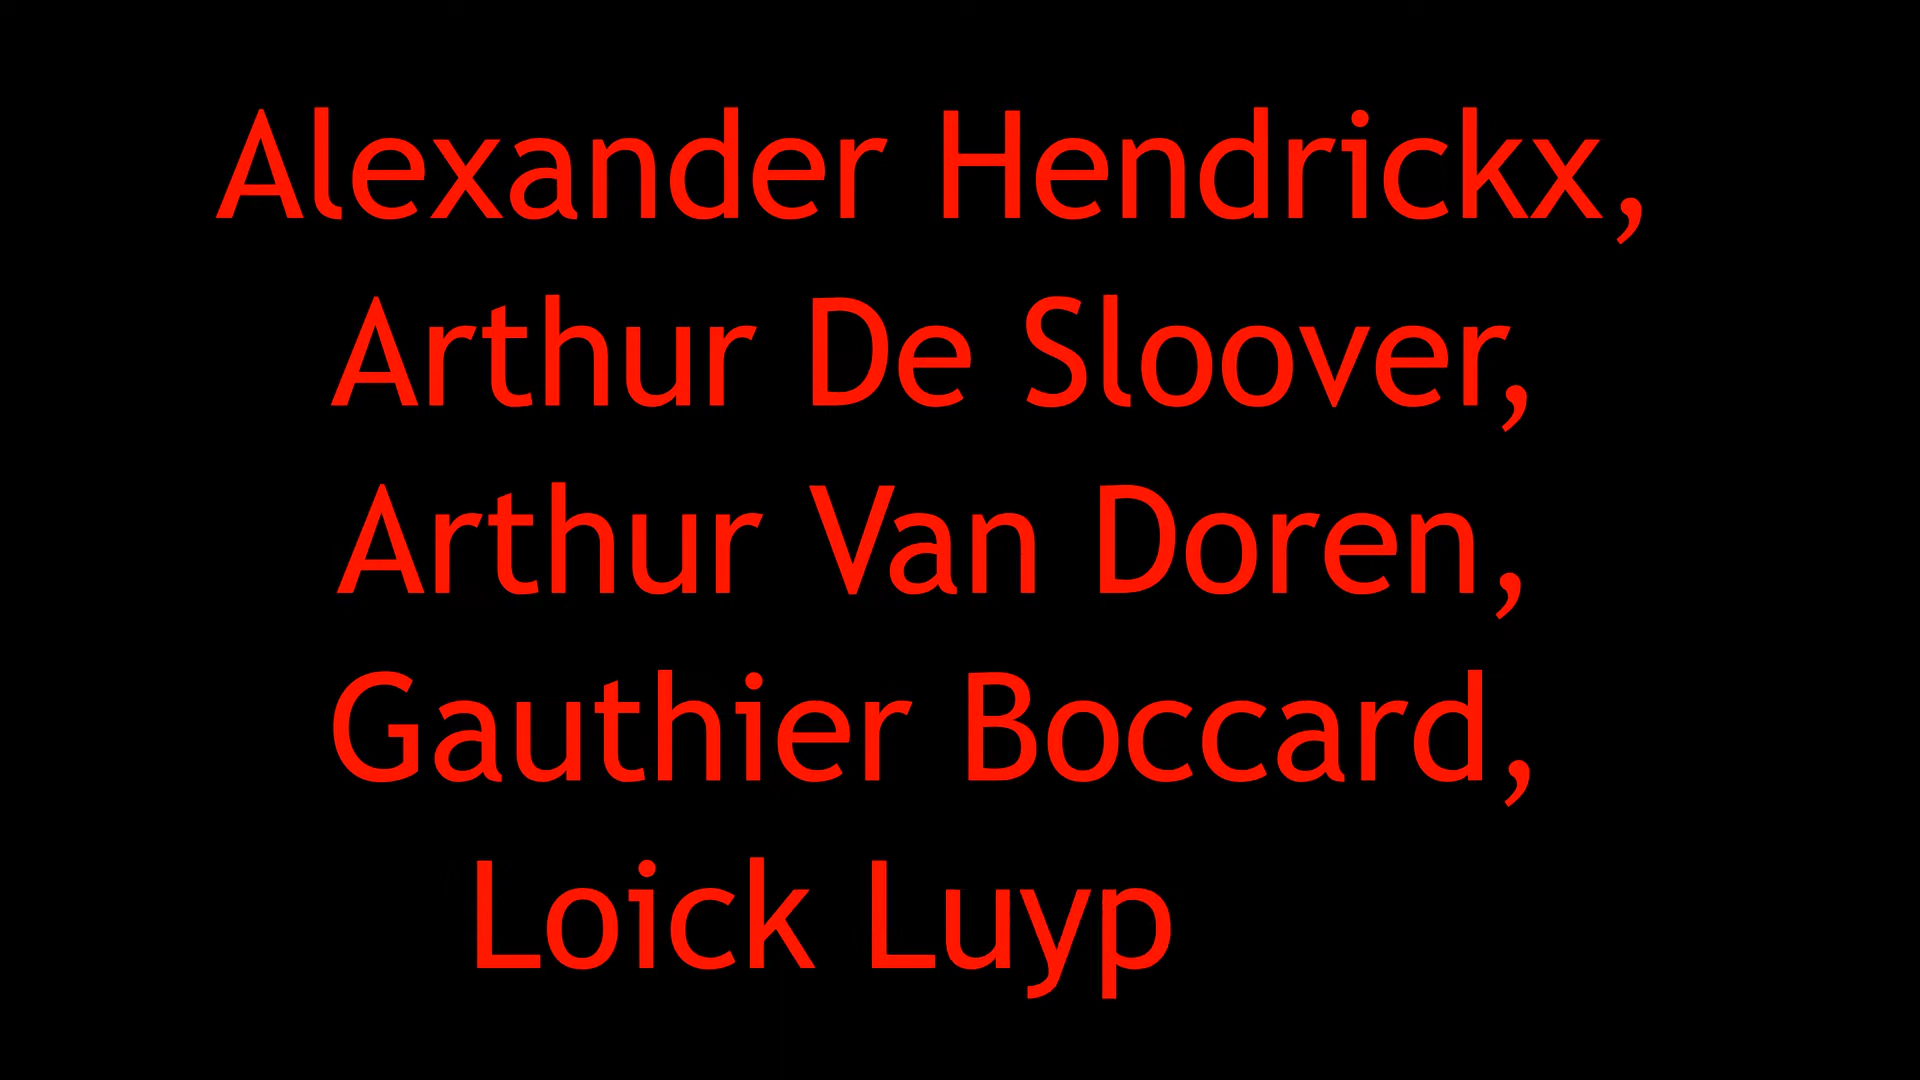 Alexander Hendrickx,
Arthur De Sloover,
Arthur Van Doren,
Gauthier Boccard,
Loick Luyp